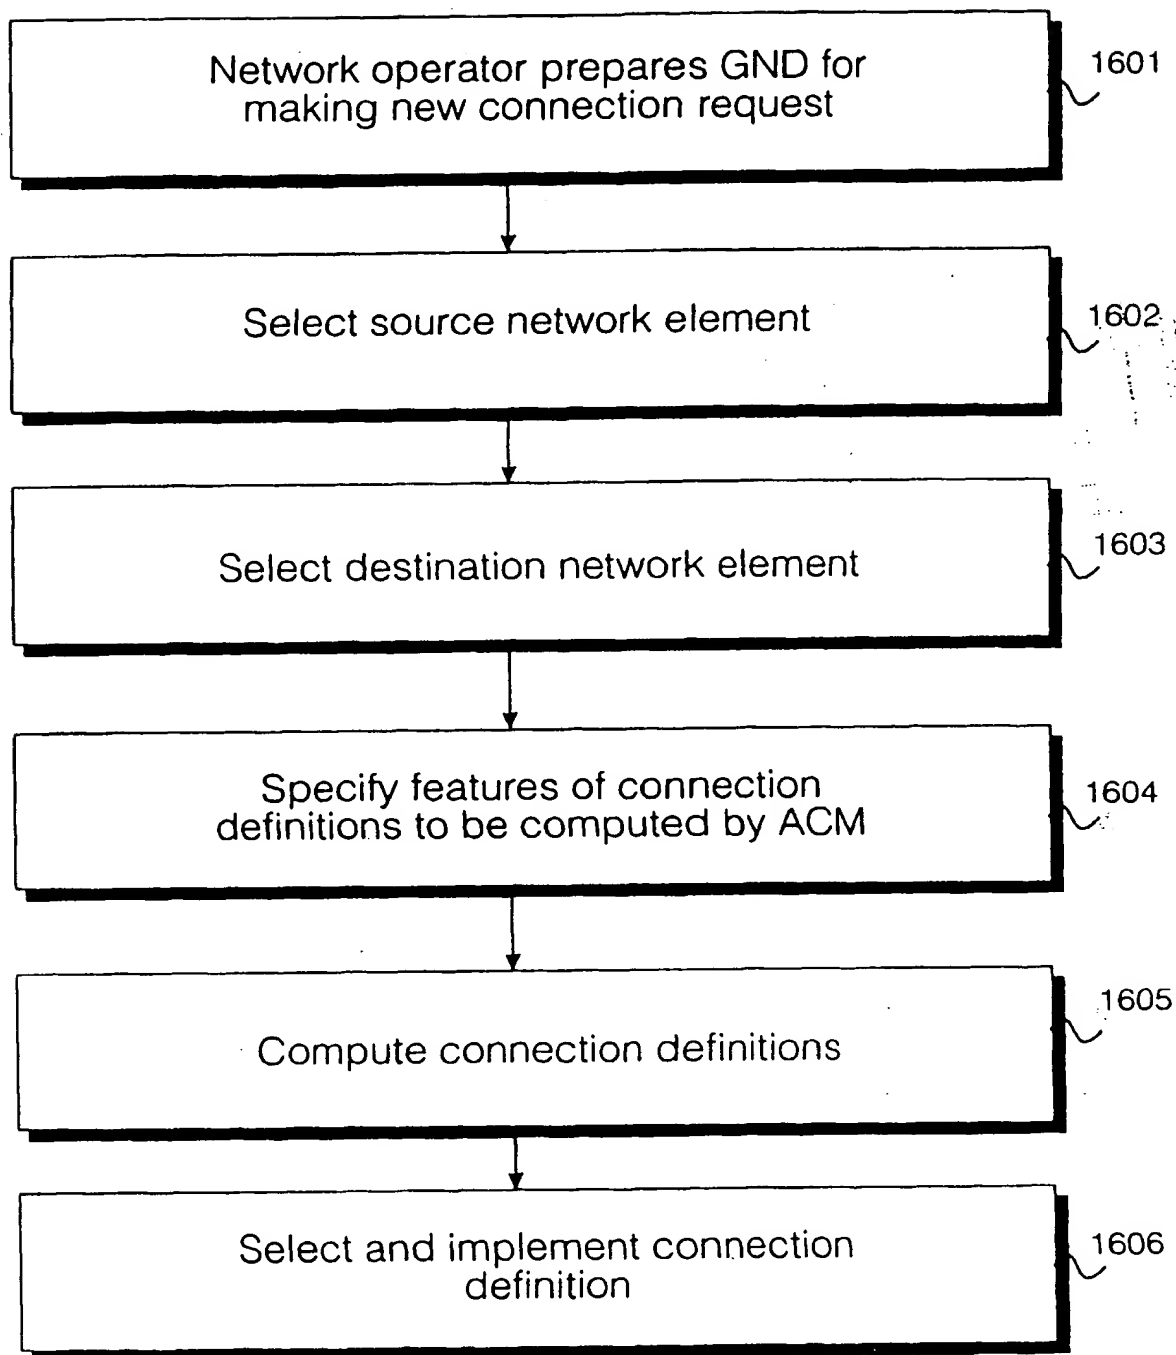 Network operator prepares GND for
making new connection request
1601
Select source network element
1602
Select destination network element
1603
Specify features of connection
definitions to be computed by ACM
1604
Compute connection definitions
1605
Select and implement connection
definition
1606